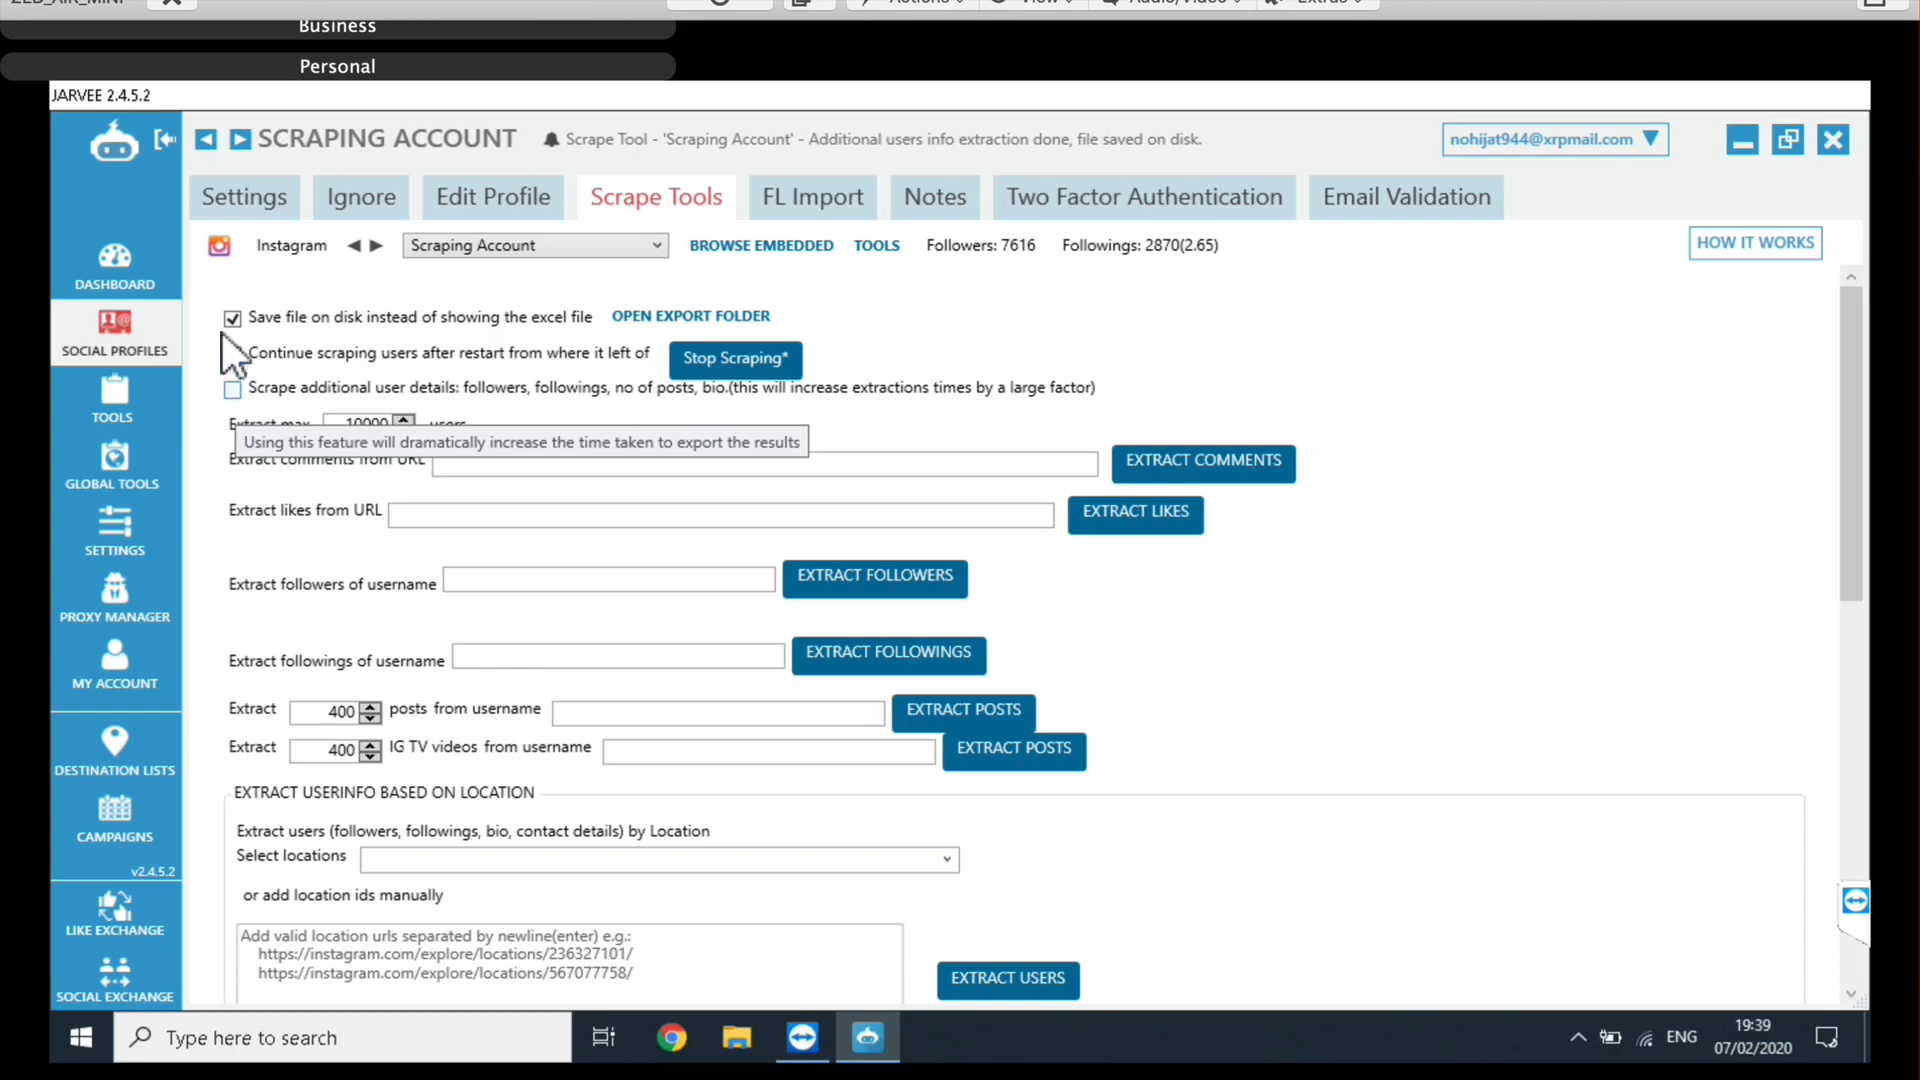 Business
Personal
JARVEE 2.4.5.2
SCRAPING ACCOUNT
Scrape Tool - 'Scraping Account' - Additional users info extraction done, file saved on disk.
nohijat944@xrpmail.com
Settings
Ignore
Edit Profile
Scrape Tools
FL Import
Notes
Two Factor Authentication
Email Validation
Instagram
Scraping Account
BROWSE EMBEDDED
TOOLS
Followers: 7616
Followings: 2870(2.65)
HOW IT WORKS
DASHBOARD
SOCIAL PROFILES
TOOLS
GLOBAL TOOLS
SETTINGS
PROXY MANAGER
MY ACCOUNT
DESTINATION LISTS
CAMPAIGNS
v2.4.5.2
LIKE EXCHANGE
SOCIAL EXCHANGE
Save file on disk instead of showing the excel file
OPEN EXPORT FOLDER
Continue scraping users after restart from where it left of
Stop Scraping*
Scrape additional user details: followers, followings, no of posts, bio.(this will increase extractions times by a large factor)
Extract max 10000 users
Using this feature will dramatically increase the time taken to export the results
Extract comments from URL
EXTRACT COMMENTS
Extract likes from URL
EXTRACT LIKES
Extract followers of username
EXTRACT FOLLOWERS
Extract followings of username
EXTRACT FOLLOWINGS
Extract 400 posts from username
EXTRACT POSTS
Extract 400 IG TV videos from username
EXTRACT POSTS
EXTRACT USERINFO BASED ON LOCATION
Extract users (followers, followings, bio, contact details) by Location
Select locations
or add location ids manually
Add valid location urls separated by newline(enter) e.g.:
https://instagram.com/explore/locations/236327101/
https://instagram.com/explore/locations/567077758/
EXTRACT USERS
Type here to search
ENG
19:39
07/02/2020